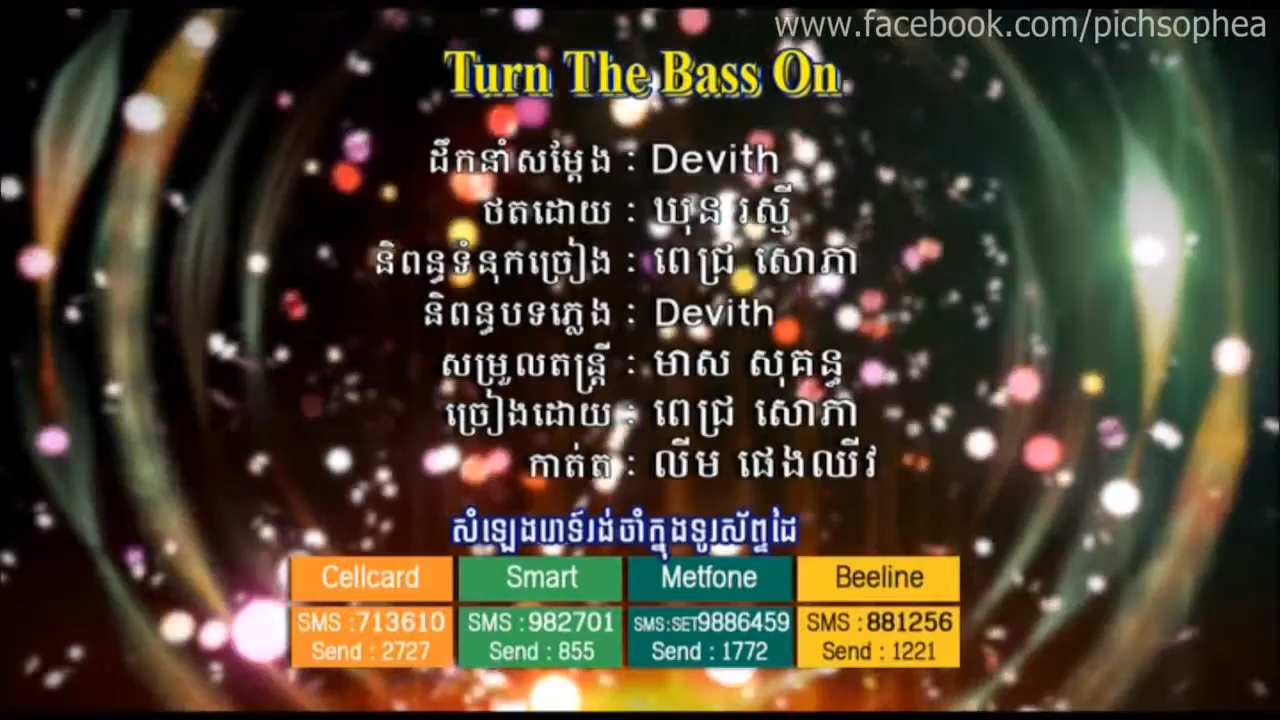 www.facebook.com/pichsophea
Turn The Bass On
ដឹកនាំសម្ដែង : Devith
ថតដោយ : ឃុន រស្មី
និពន្ធទំនុកច្រៀង : ពេជ្រ សោភា
និពន្ធបទភ្លេង : Devith
សម្រួលតន្ត្រី : មាស សុគន្ធ
ច្រៀងដោយ : ពេជ្រ សោភា
កាត់ត : លីម ផេងឈីវ
សំឡេងរោទ៍រង់ចាំក្នុងទូរស័ព្ទដៃ
Cellcard Smart Metfone Beeline
SMS :713610 SMS :982701 SMS:SET9886459 SMS :881256
Send : 2727 Send : 855 Send : 1772 Send : 1221